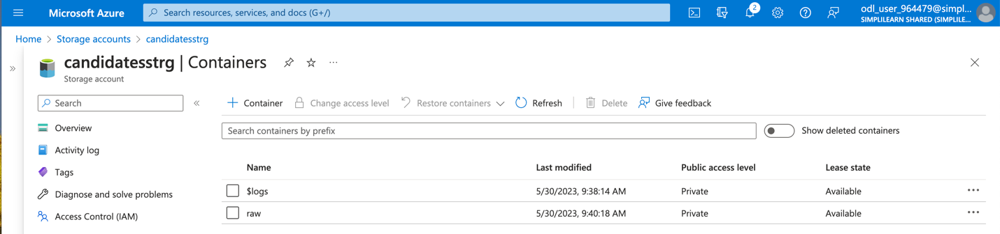 Microsoft Azure
Search resources, services, and docs (G+/)
2
odl_user_964479@simpl...
SIMPLILEARN SHARED (SIMPLILE...
Home > Storage accounts > candidatesstrg
candidatesstrg | Containers
Storage account
Search
Container Change access level Restore containers Refresh Delete Give feedback
Search containers by prefix
Show deleted containers
Overview
Activity log
Tags
Diagnose and solve problems
Access Control (IAM)
Name Last modified Public access level Lease state
$logs 5/30/2023, 9:38:14 AM Private Available
raw 5/30/2023, 9:40:18 AM Private Available